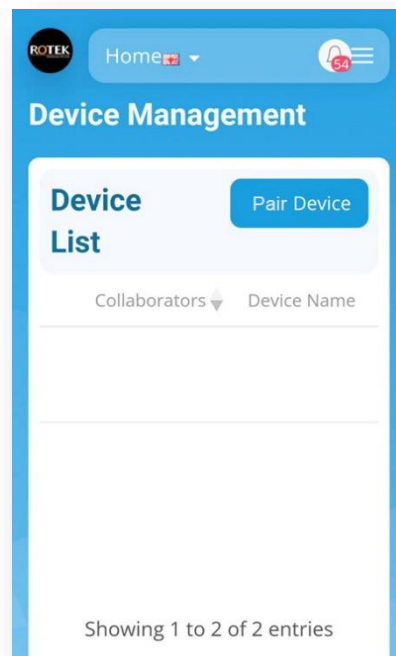 ROTEK
Home
54
Device Management
Device
List
Pair Device
Collaborators
Device Name
Showing 1 to 2 of 2 entries